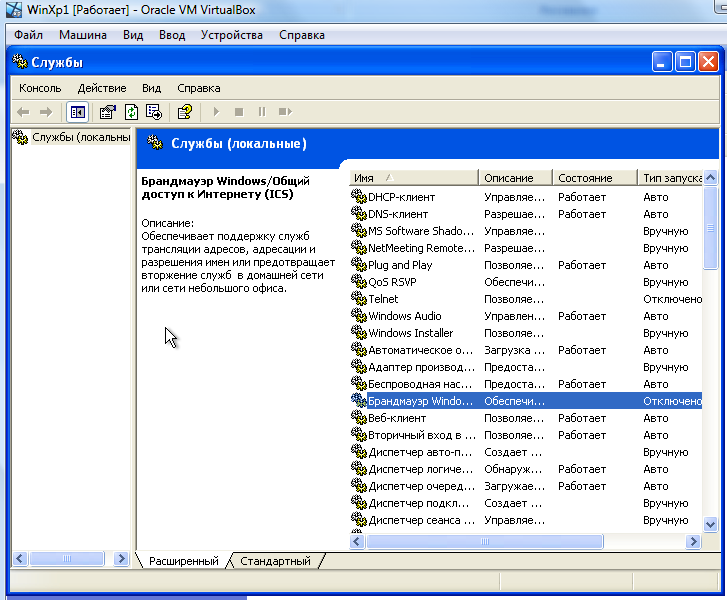 WinXp1 [Работает] - Oracle VM VirtualBox
Файл Машина Вид Ввод Устройства Справка
Службы
Консоль Действие Вид Справка
Службы (локальны
Службы (локальные)
Брандмауэр Windows/Общий
доступ к Интернету (ICS)
Описание:
Обеспечивает поддержку служб
трансляции адресов, адресации и
разрешения имен или предотвращает
вторжение служб в домашней сети
или сети небольшого офиса.
Имя Описание Состояние Тип запуска
DHCP-клиент Управляе... Работает Авто
DNS-клиент Разрешае... Работает Авто
MS Software Shado... Управляе... Вручную
NetMeeting Remote... Разрешае... Вручную
Plug and Play Позволяе... Работает Авто
QoS RSVP Обеспечи... Вручную
Telnet Позволяе... Отключено
Windows Audio Управлен... Работает Авто
Windows Installer Позволяе... Вручную
Автоматическое о... Загрузка ... Работает Авто
Адаптер производ... Предоста... Вручную
Беспроводная нас... Предоста... Работает Авто
Брандмауэр Windo... Обеспечи... Отключено
Веб-клиент Позволяе... Работает Авто
Вторичный вход в ... Позволяе... Работает Авто
Диспетчер авто-п... Создает ... Вручную
Диспетчер логиче... Обнаруж... Работает Авто
Диспетчер очеред... Загружае... Работает Авто
Диспетчер подкл... Создает ... Вручную
Диспетчер сеанса ... Управляе... Вручную
Расширенный Стандартный